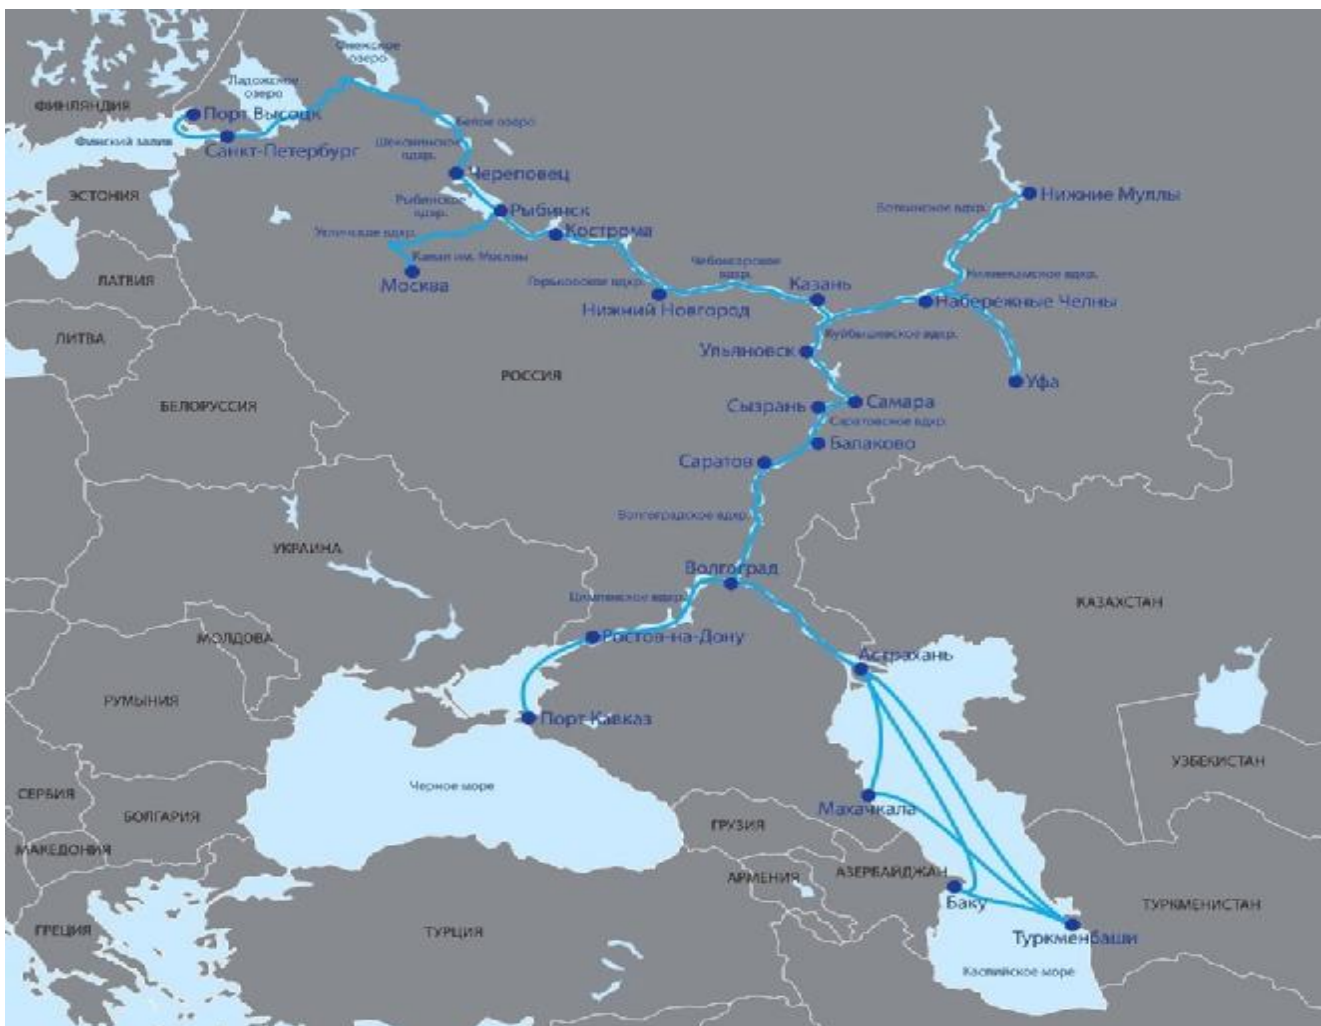 Онежское
озеро
Ладожское
озеро
ФИНЛЯНДИЯ
Порт Высоцк
Белое озеро
Финский залив
Санкт-Петербург
Шекснинское
вдхр.
Череповец
ЭСТОНИЯ
Рыбинское
вдхр.
Рыбинск
Нижние Муллы
Воткинское вдхр.
Угличское вдхр.
Кострома
Канал им. Москвы
Чебоксарское
вдхр.
Нижнекамское вдхр.
ЛАТВИЯ
Москва
Горьковское вдхр.
Казань
Набережные Челны
Нижний Новгород
ЛИТВА
Куйбышевское вдхр.
Ульяновск
РОССИЯ
Уфа
БЕЛОРУССИЯ
Сызрань
Самара
Саратовское вдхр.
Балаково
Саратов
Волгоградское вдхр.
УКРАИНА
Волгоград
Цимлянское вдхр.
КАЗАХСТАН
МОЛДОВА
Ростов-на-Дону
Астрахань
РУМЫНИЯ
Порт Кавказ
УЗБЕКИСТАН
Черное море
СЕРБИЯ
БОЛГАРИЯ
Махачкала
ГРУЗИЯ
МАКЕДОНИЯ
АРМЕНИЯ
АЗЕРБАЙДЖАН
Баку
ТУРКМЕНИСТАН
ГРЕЦИЯ
ТУРЦИЯ
Туркменбаши
Каспийское море